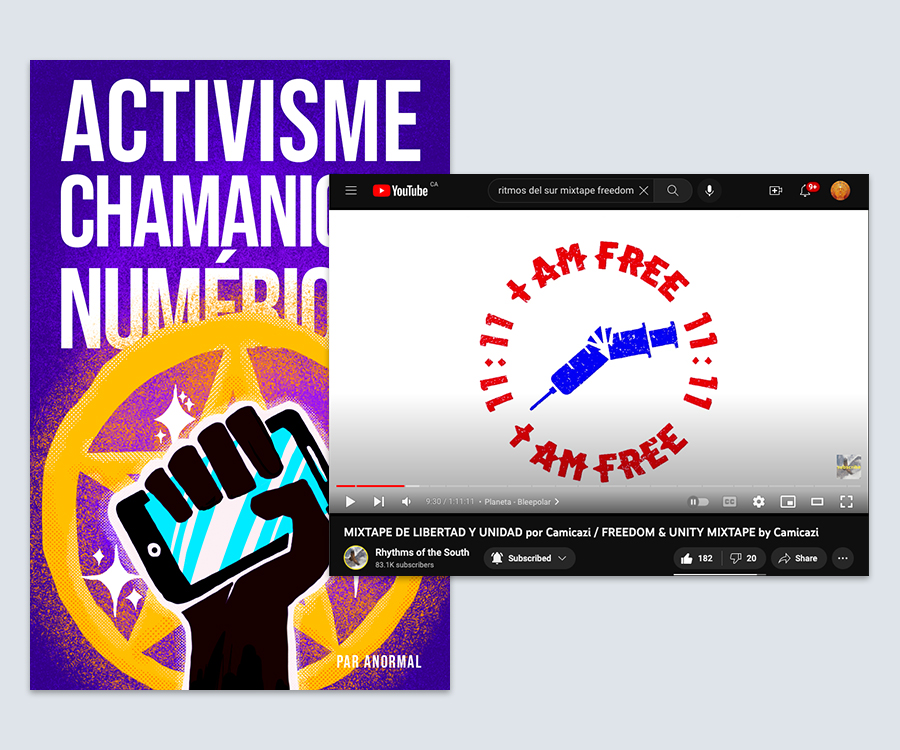 ACTIVISME
CHAMANIQ
NUMÉRIQ
PAR ANORMAL
YouTube CA
ritmos del sur mixtape freedom
9+
I AM FREE
11:11
11:11
I AM FREE
9:30 / 1:11:11 • Planeta - Bleepolar
CC
MIXTAPE DE LIBERTAD Y UNIDAD por Camicazi / FREEDOM & UNITY MIXTAPE by Camicazi
Rhythms of the South
83.1K subscribers
Subscribed
182
20
Share